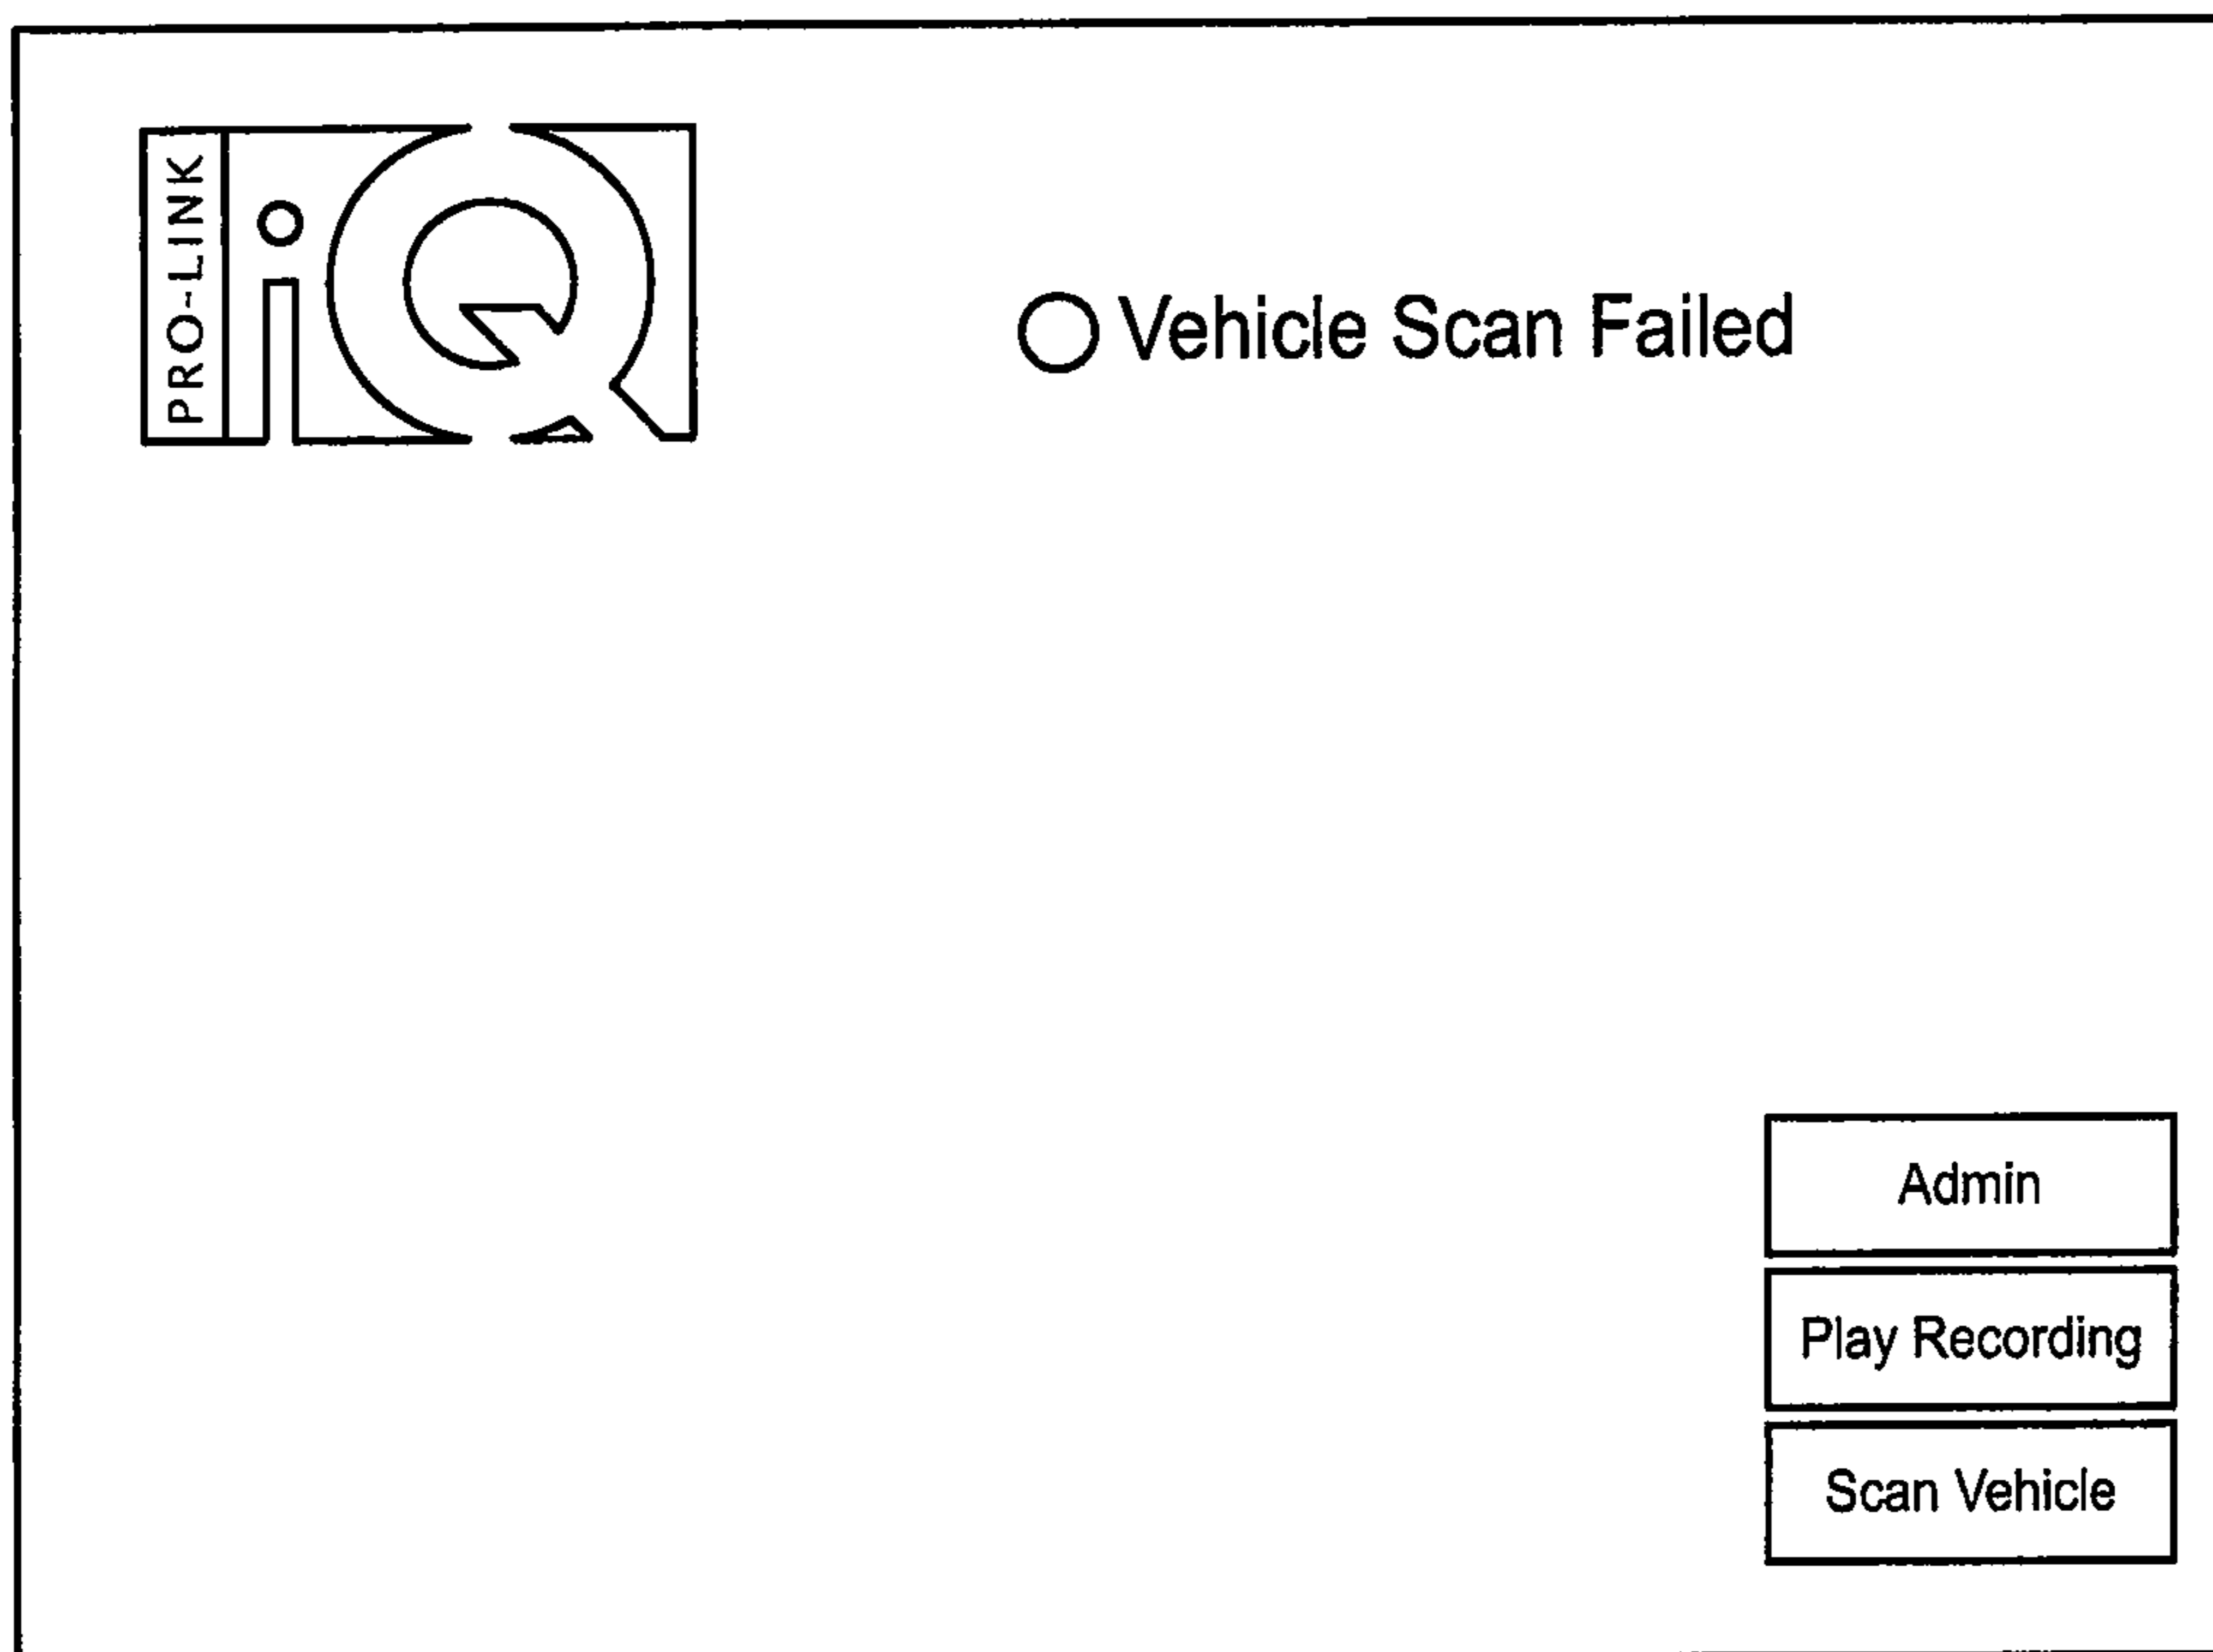 PRO-LINK
iQ
Vehicle Scan Failed
Admin
Play Recording
Scan Vehicle